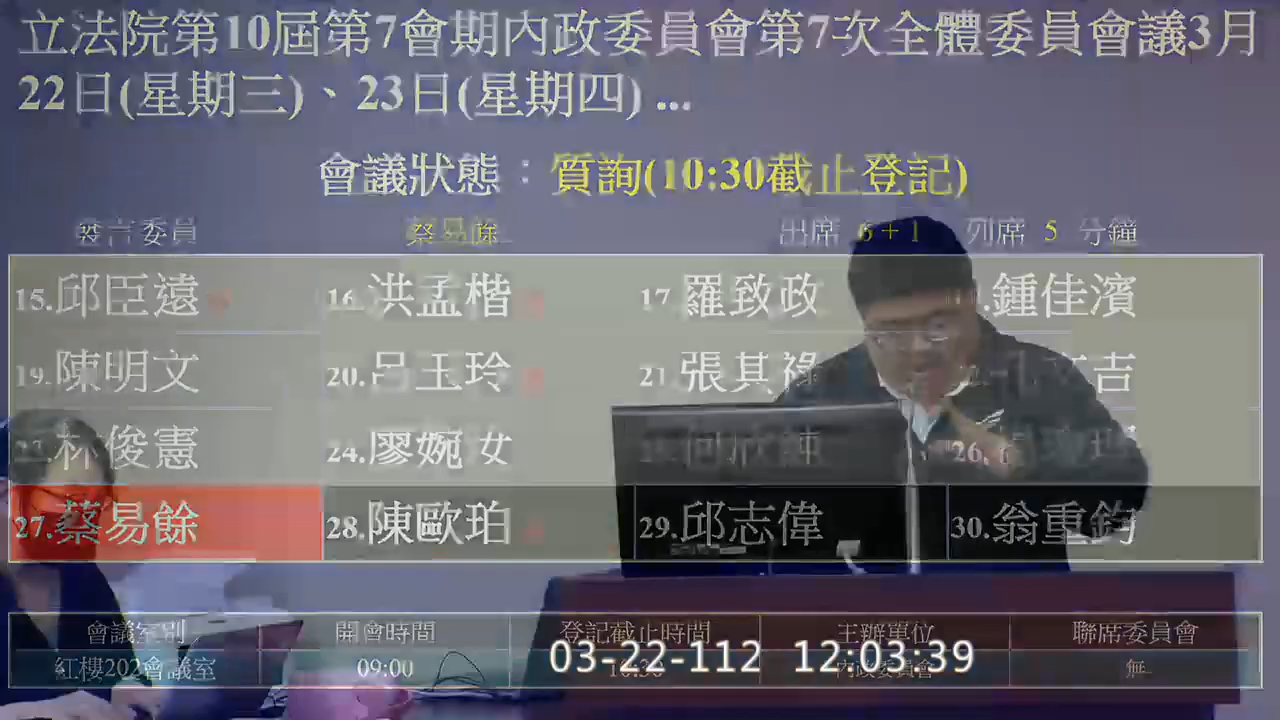 立法院第10屆第7會期內政委員會第7次全體委員會議3月
22日(星期三)、23日(星期四) ...
會議狀態：質詢(10:30截止登記)
發言委員 蔡易餘 出席 6+1 列席 5 分鐘
15.邱臣遠 16.洪孟楷 17.羅致政 鍾佳濱
19.陳明文 20.呂玉玲 21.張其祿
林俊憲 24.廖婉女 26.
27.蔡易餘 28.陳歐珀 29.邱志偉 30.翁重鈞
會議室別 開會時間 登記截止時間 主辦單位 聯席委員會
紅樓202會議室 09:00 10:30 內政委員會 無
03-22-112 12:03:39